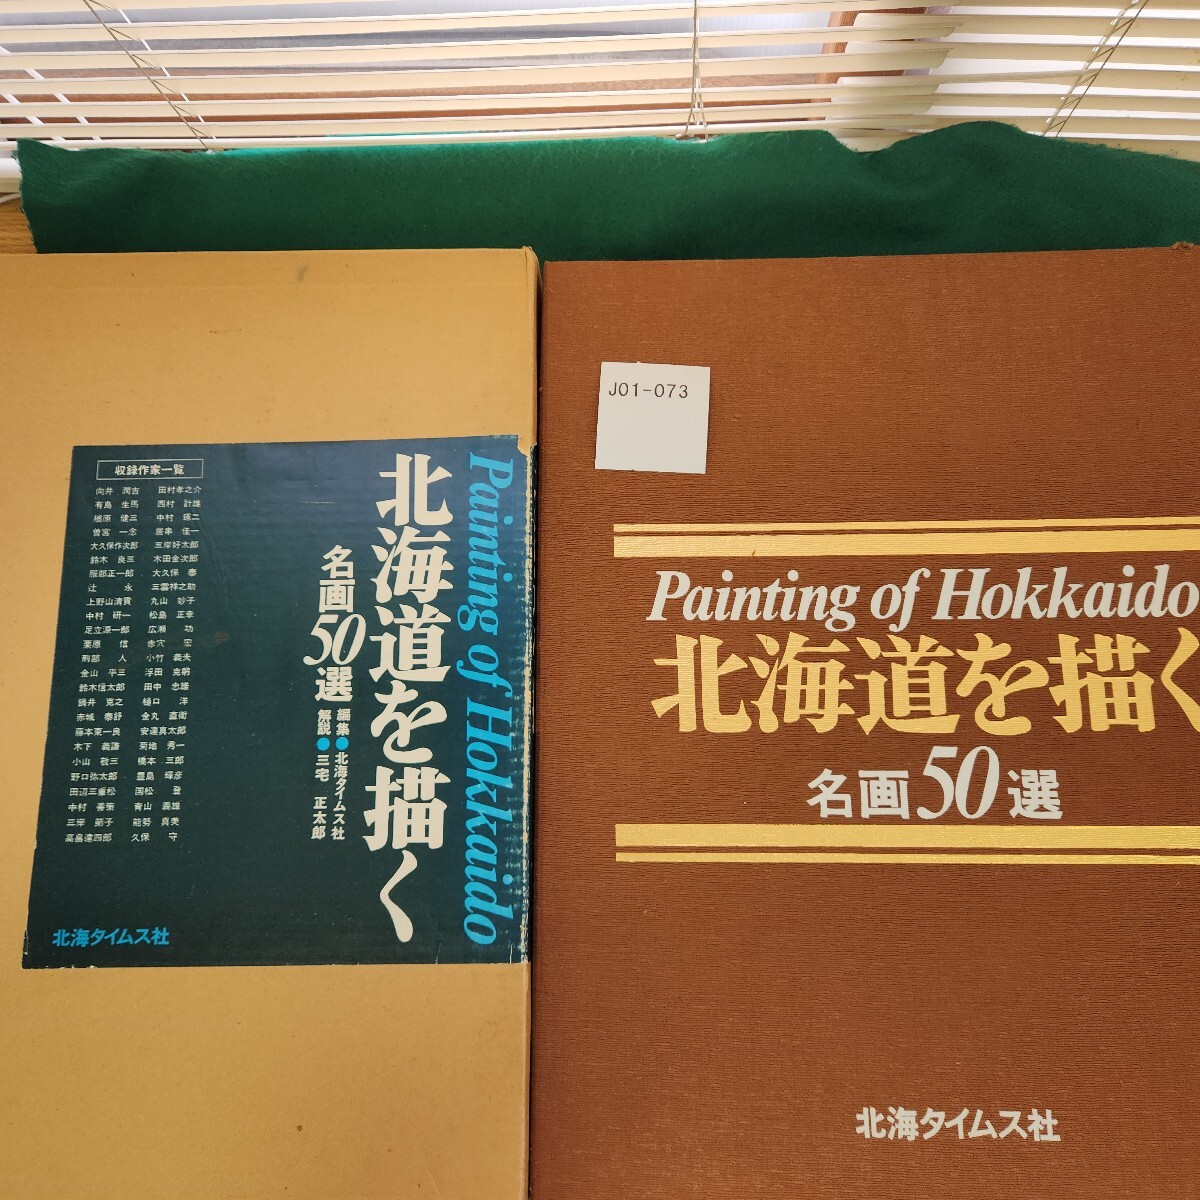 収録作家一覧
向井 潤吉 田村孝之介
有島 生馬 西村 計雄
楢原 健三 中村 琢二
曽宮 一念 居串 佳一
大久保作次郎 三岸好太郎
鈴木 良三 木田金次郎
服部正一郎 大久保 泰
辻 永 三雲祥之助
上野山清貢 丸山 妙子
中村 研一 松島 正幸
足立源一郎 広瀬 功
栗原 信 赤穴 宏
刑部 人 小竹 義夫
金山 平三 浮田 克躬
鈴木信太郎 田中 忠雄
鍋井 克之 樋口 洋
赤城 泰舒 金丸 直衛
藤本東一良 安達真太郎
木下 義謙 菊地 秀一
小山 敬三 橋本 三郎
野口弥太郎 豊島 輝彦
田辺三重松 国松 登
中村 善策 青山 義雄
三岸 節子 能勢 真美
高畠達四郎 久保 守
Painting of Hokkaido
北海道を描く
名画50選
編集●北海タイムス社
解説●三宅 正太郎
北海タイムス社
J01-073
Painting of Hokkaido
北海道を描く
名画50選
北海タイムス社